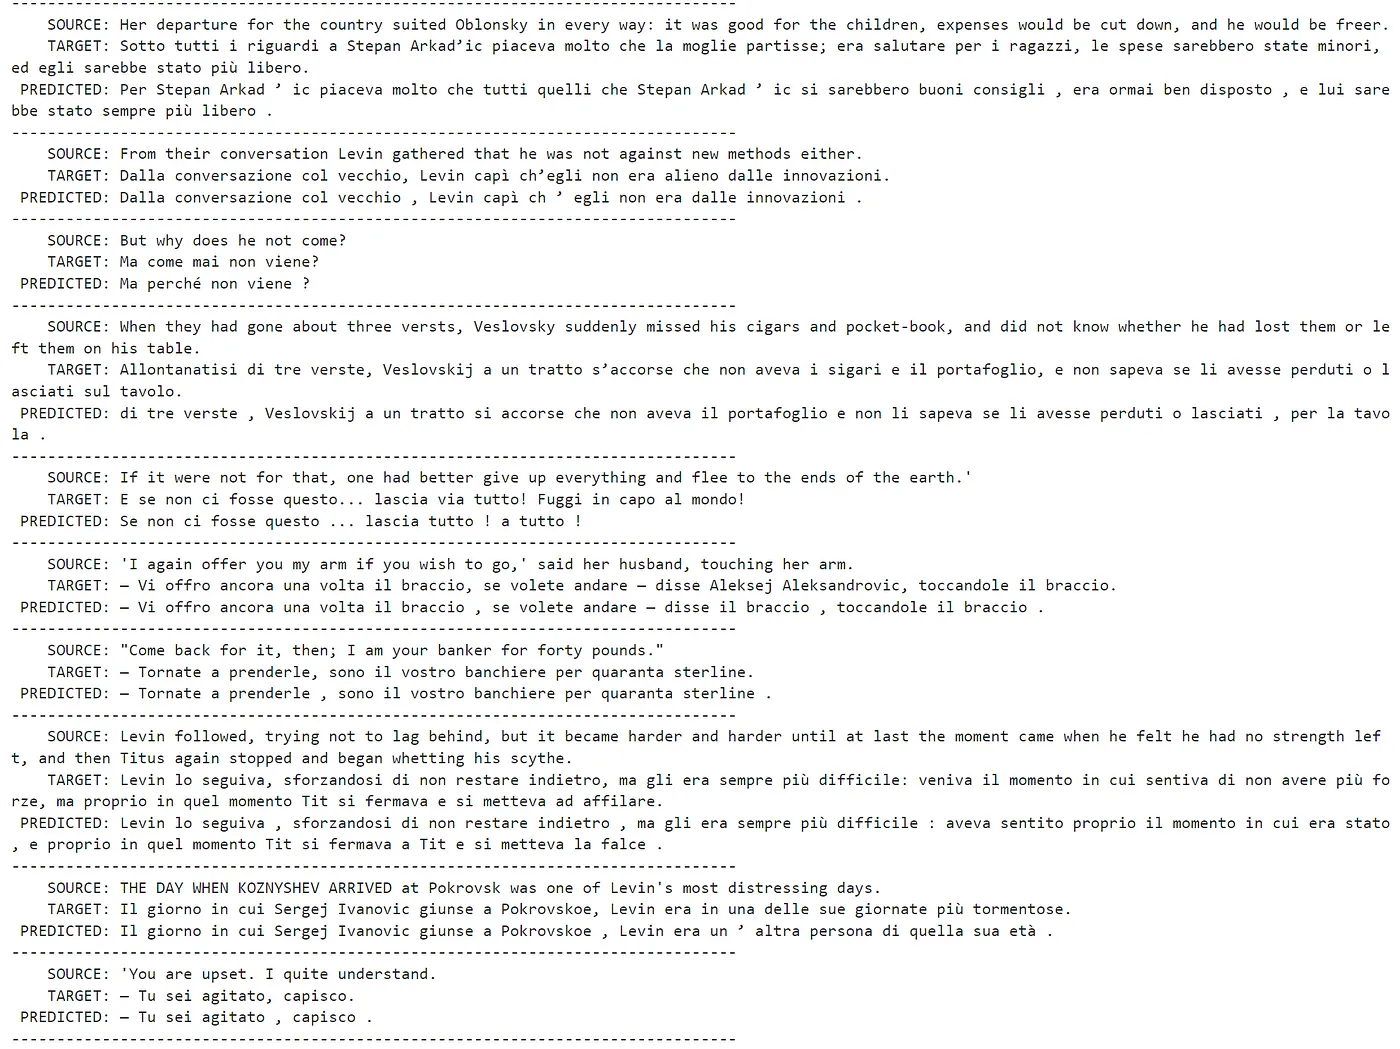 --------------------------------------------------------------------------------
    SOURCE: Her departure for the country suited Oblonsky in every way: it was good for the children, expenses would be cut down, and he would be freer.
    TARGET: Sotto tutti i riguardi a Stepan Arkad’ic piaceva molto che la moglie partisse; era salutare per i ragazzi, le spese sarebbero state minori,
ed egli sarebbe stato più libero.
 PREDICTED: Per Stepan Arkad ’ ic piaceva molto che tutti quelli che Stepan Arkad ’ ic si sarebbero buoni consigli , era ormai ben disposto , e lui sare
bbe stato sempre più libero .
--------------------------------------------------------------------------------
    SOURCE: From their conversation Levin gathered that he was not against new methods either.
    TARGET: Dalla conversazione col vecchio, Levin capì ch’egli non era alieno dalle innovazioni.
 PREDICTED: Dalla conversazione col vecchio , Levin capì ch ’ egli non era dalle innovazioni .
--------------------------------------------------------------------------------
    SOURCE: But why does he not come?
    TARGET: Ma come mai non viene?
 PREDICTED: Ma perché non viene ?
--------------------------------------------------------------------------------
    SOURCE: When they had gone about three versts, Veslovsky suddenly missed his cigars and pocket-book, and did not know whether he had lost them or le
ft them on his table.
    TARGET: Allontanatisi di tre verste, Veslovskij a un tratto s’accorse che non aveva i sigari e il portafoglio, e non sapeva se li avesse perduti o l
asciati sul tavolo.
 PREDICTED: di tre verste , Veslovskij a un tratto si accorse che non aveva il portafoglio e non li sapeva se li avesse perduti o lasciati , per la tavo
la .
--------------------------------------------------------------------------------
    SOURCE: If it were not for that, one had better give up everything and flee to the ends of the earth.'
    TARGET: E se non ci fosse questo... lascia via tutto! Fuggi in capo al mondo!
 PREDICTED: Se non ci fosse questo ... lascia tutto ! a tutto !
--------------------------------------------------------------------------------
    SOURCE: 'I again offer you my arm if you wish to go,' said her husband, touching her arm.
    TARGET: — Vi offro ancora una volta il braccio, se volete andare — disse Aleksej Aleksandrovic, toccandole il braccio.
 PREDICTED: — Vi offro ancora una volta il braccio , se volete andare — disse il braccio , toccandole il braccio .
--------------------------------------------------------------------------------
    SOURCE: "Come back for it, then; I am your banker for forty pounds."
    TARGET: — Tornate a prenderle, sono il vostro banchiere per quaranta sterline.
 PREDICTED: — Tornate a prenderle , sono il vostro banchiere per quaranta sterline .
--------------------------------------------------------------------------------
    SOURCE: Levin followed, trying not to lag behind, but it became harder and harder until at last the moment came when he felt he had no strength lef
t, and then Titus again stopped and began whetting his scythe.
    TARGET: Levin lo seguiva, sforzandosi di non restare indietro, ma gli era sempre più difficile: veniva il momento in cui sentiva di non avere più fo
rze, ma proprio in quel momento Tit si fermava e si metteva ad affilare.
 PREDICTED: Levin lo seguiva , sforzandosi di non restare indietro , ma gli era sempre più difficile : aveva sentito proprio il momento in cui era stato
, e proprio in quel momento Tit si fermava a Tit e si metteva la falce .
--------------------------------------------------------------------------------
    SOURCE: THE DAY WHEN KOZNYSHEV ARRIVED at Pokrovsk was one of Levin's most distressing days.
    TARGET: Il giorno in cui Sergej Ivanovic giunse a Pokrovskoe, Levin era in una delle sue giornate più tormentose.
 PREDICTED: Il giorno in cui Sergej Ivanovic giunse a Pokrovskoe , Levin era un ’ altra persona di quella sua età .
--------------------------------------------------------------------------------
    SOURCE: 'You are upset. I quite understand.
    TARGET: — Tu sei agitato, capisco.
 PREDICTED: — Tu sei agitato , capisco .
--------------------------------------------------------------------------------